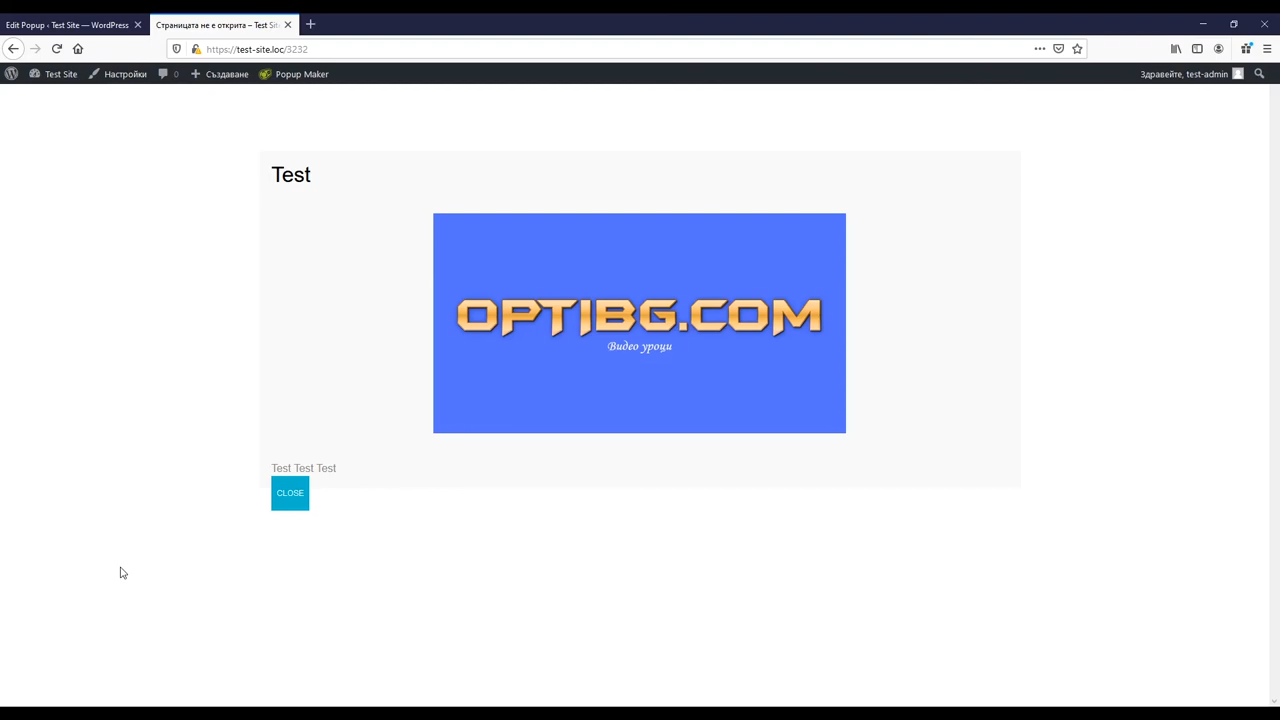 Edit Popup ‹ Test Site — WordPress
Страницата не е открита – Test Sit
https://test-site.loc/3232
Test Site
Настройки
0
Създаване
Popup Maker
Здравейте, test-admin
Test
OPTIBG.COM
Видео уроци
Test Test Test
CLOSE